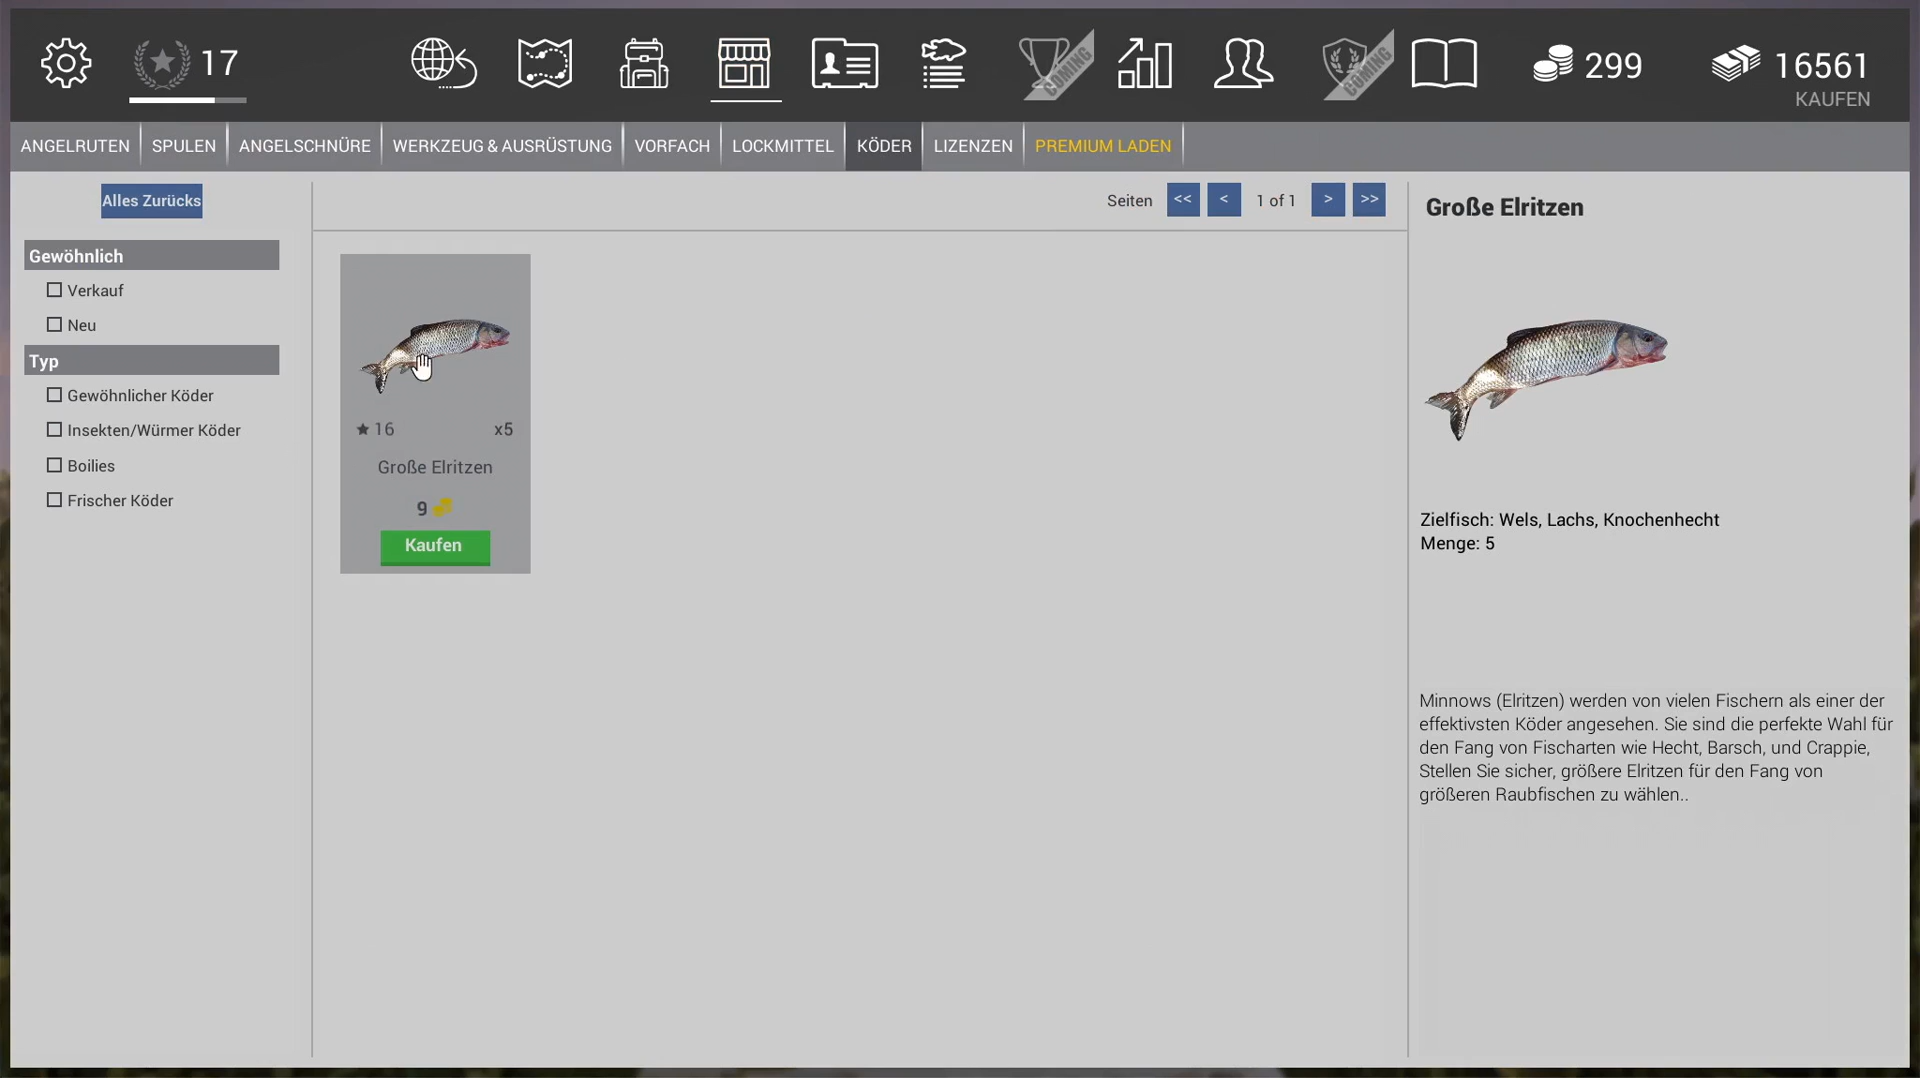 17
COMING
COMING
299
16561
KAUFEN
ANGELRUTEN
SPULEN
ANGELSCHNÜRE
WERKZEUG & AUSRÜSTUNG
VORFACH
LOCKMITTEL
KÖDER
LIZENZEN
PREMIUM LADEN
Alles Zurücks
Gewöhnlich
Verkauf
Neu
Typ
Gewöhnlicher Köder
Insekten/Würmer Köder
Boilies
Frischer Köder
Seiten
<<
<
1 of 1
>
>>
16
x5
Große Elritzen
9
Kaufen
Große Elritzen
Zielfisch: Wels, Lachs, Knochenhecht
Menge: 5
Minnows (Elritzen) werden von vielen Fischern als einer der
effektivsten Köder angesehen. Sie sind die perfekte Wahl für
den Fang von Fischarten wie Hecht, Barsch, und Crappie,
Stellen Sie sicher, größere Elritzen für den Fang von
größeren Raubfischen zu wählen..